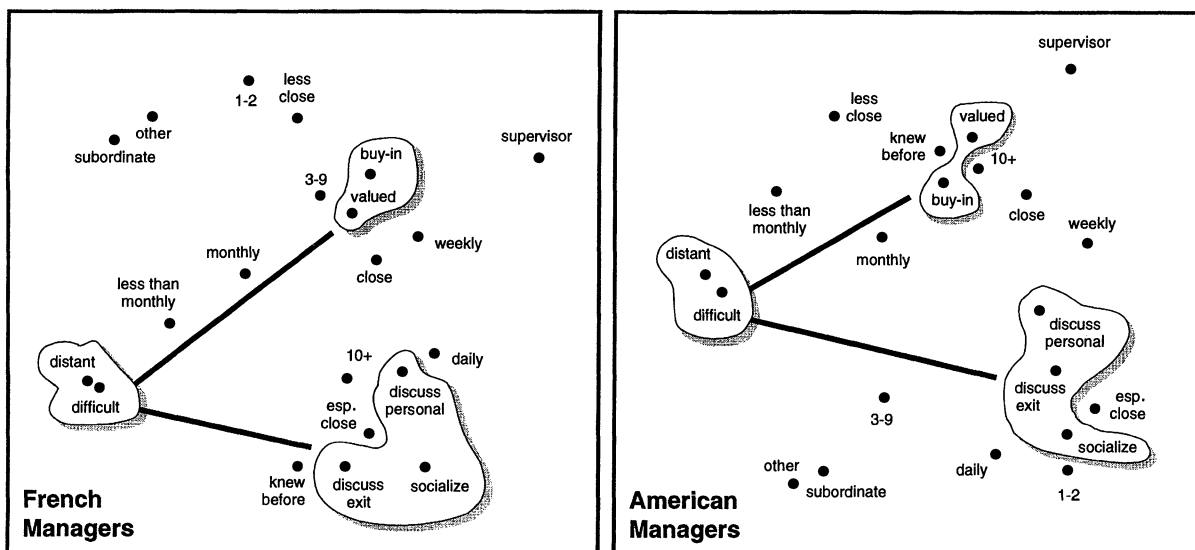 1-2
less
close
other
subordinate
supervisor
buy-in
3-9
valued
weekly
monthly
close
less than
monthly
distant
difficult
10+
daily
discuss
personal
esp.
close
knew
before
discuss
exit
socialize
French
Managers
supervisor
less
close
valued
knew
before
10+
buy-in
close
less than
monthly
weekly
monthly
distant
difficult
discuss
personal
discuss
exit
esp.
close
3-9
socialize
daily
other
subordinate
1-2
American
Managers